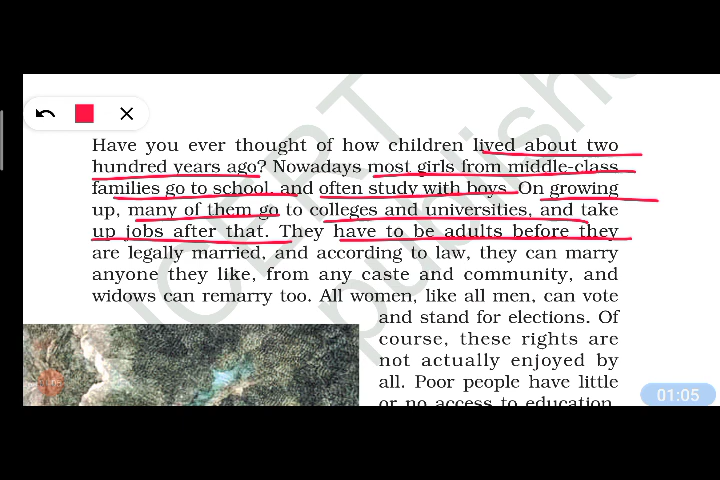 Have you ever thought of how children lived about two
hundred years ago? Nowadays most girls from middle-class
families go to school, and often study with boys. On growing
up, many of them go to colleges and universities, and take
up jobs after that. They have to be adults before they
are legally married, and according to law, they can marry
anyone they like, from any caste and community, and
widows can remarry too. All women, like all men, can vote
and stand for elections. Of
course, these rights are
not actually enjoyed by
all. Poor people have little
or no access to education,
01:05